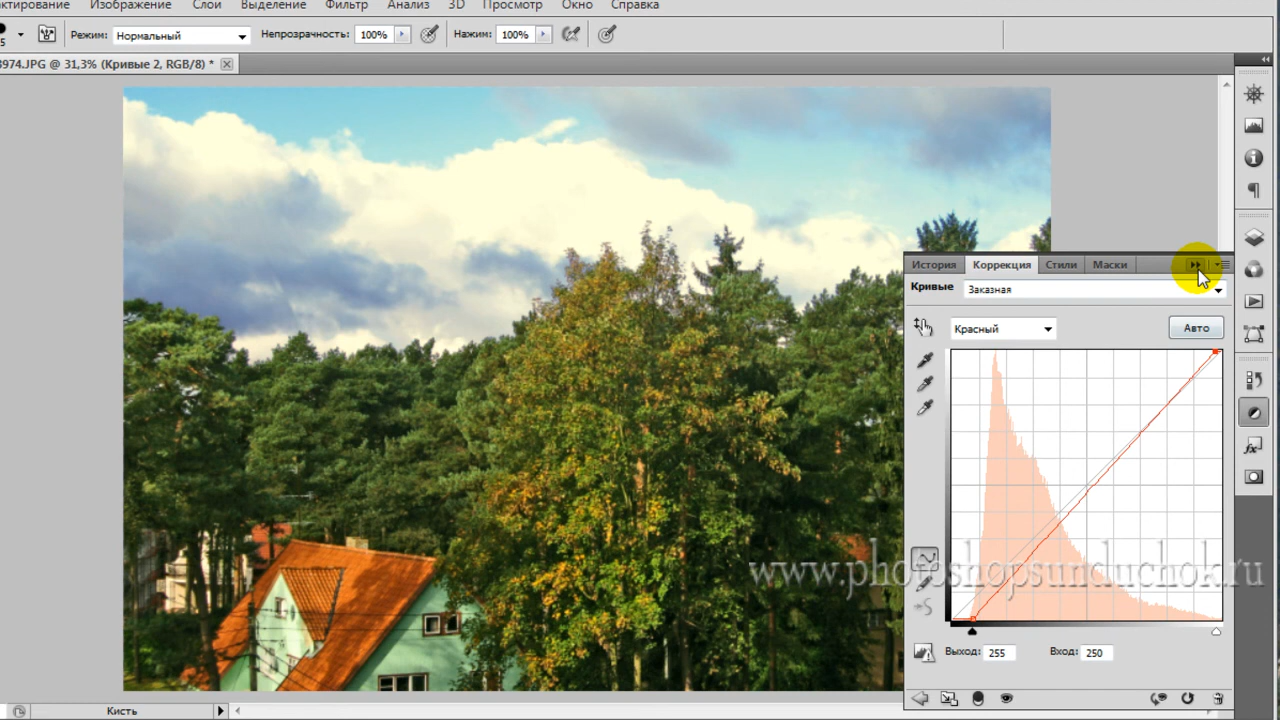 актирование Изображение Слои Выделение Фильтр Анализ 3D Просмотр Окно Справка
5 Режим: Нормальный Непрозрачность: 100% Нажим: 100%
3974.JPG @ 31,3% (Кривые 2, RGB/8) *
История Коррекция Стили Маски
Кривые Заказная
Красный Авто
www.photoshopsunduchok.ru
Выход: 255 Вход: 250
Кисть